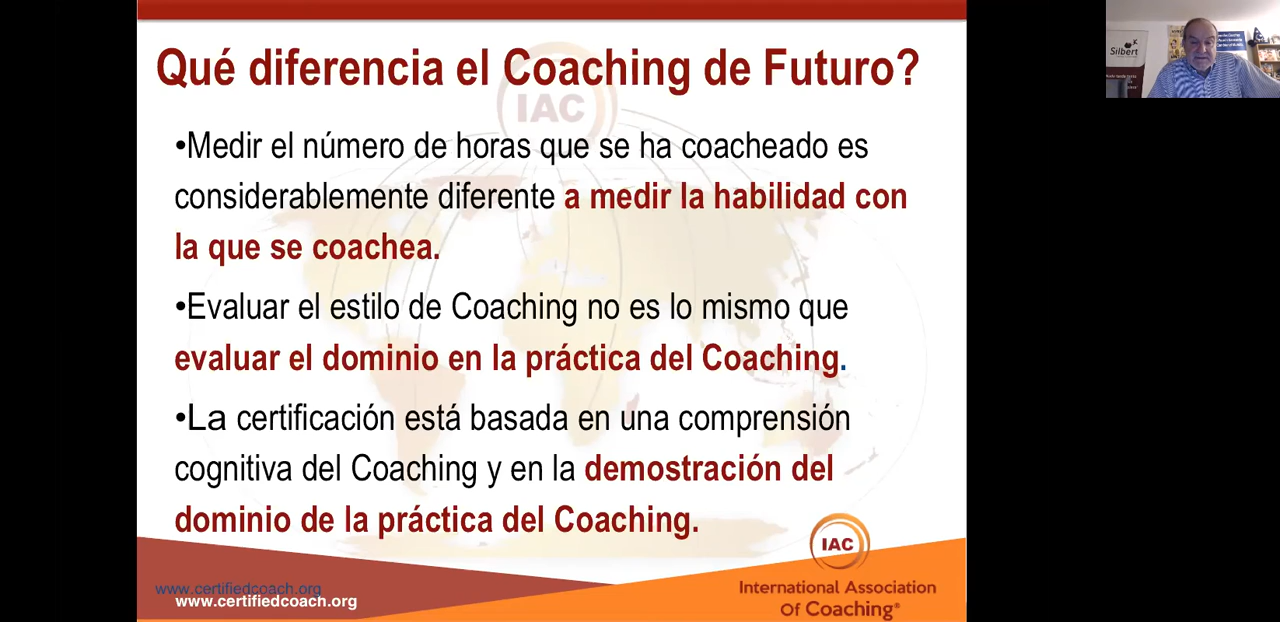 Qué diferencia el Coaching de Futuro?
IAC
•Medir el número de horas que se ha coacheado es
considerablemente diferente a medir la habilidad con
la que se coachea.
•Evaluar el estilo de Coaching no es lo mismo que
evaluar el dominio en la práctica del Coaching.
•La certificación está basada en una comprensión
cognitiva del Coaching y en la demostración del
dominio de la práctica del Coaching.
www.certifiedcoach.org
www.certifiedcoach.org
IAC
International Association
Of Coaching®
Silbert